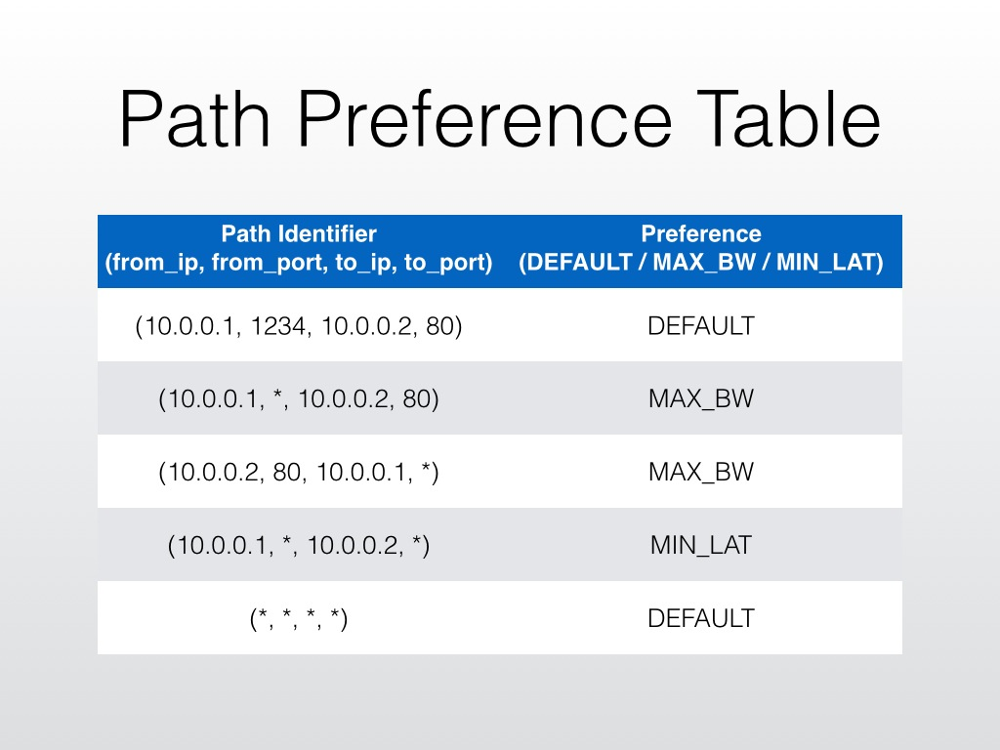 Path Preference Table
Path Identifier
(from_ip, from_port, to_ip, to_port)
Preference
(DEFAULT / MAX_BW / MIN_LAT)
(10.0.0.1, 1234, 10.0.0.2, 80)
DEFAULT
(10.0.0.1, *, 10.0.0.2, 80)
MAX_BW
(10.0.0.2, 80, 10.0.0.1, *)
MAX_BW
(10.0.0.1, *, 10.0.0.2, *)
MIN_LAT
(*, *, *, *)
DEFAULT